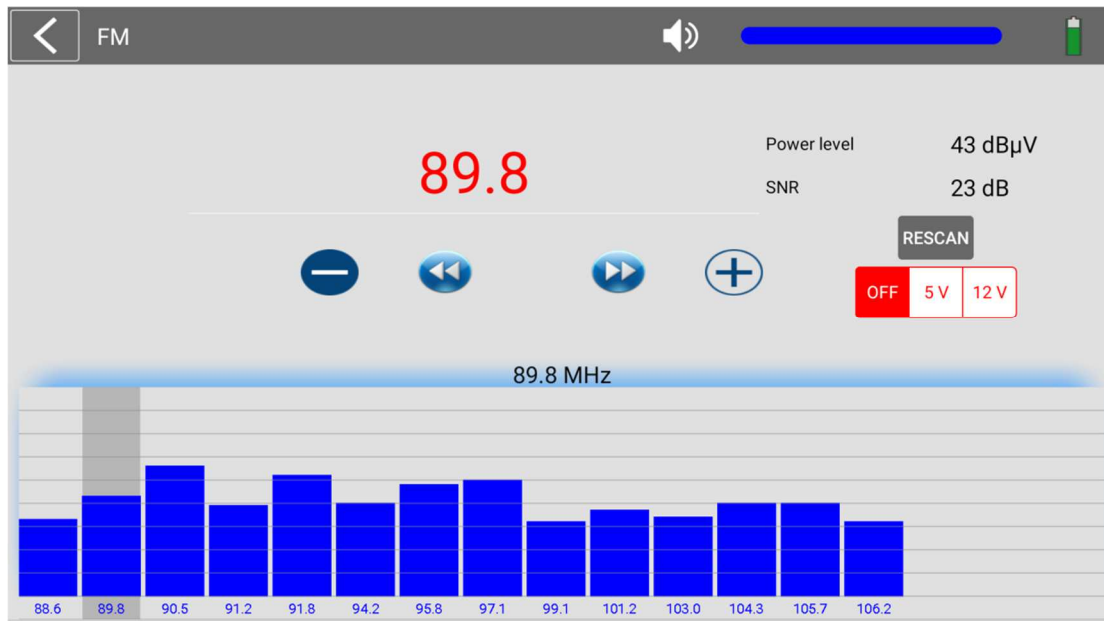 FM
89.8
Power level 43 dBµV
SNR 23 dB
RESCAN
OFF 5 V 12 V
89.8 MHz
88.6 89.8 90.5 91.2 91.8 94.2 95.8 97.1 99.1 101.2 103.0 104.3 105.7 106.2